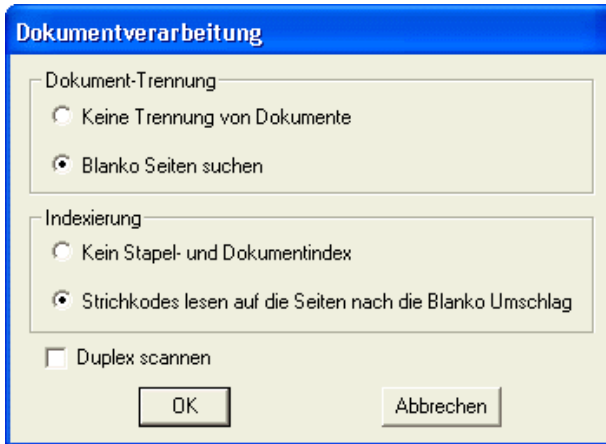 Dokumentverarbeitung
Dokument-Trennung
Keine Trennung von Dokumente
Blanko Seiten suchen
Indexierung
Kein Stapel- und Dokumentindex
Strichkodes lesen auf die Seiten nach die Blanko Umschlag
Duplex scannen
OK
Abbrechen